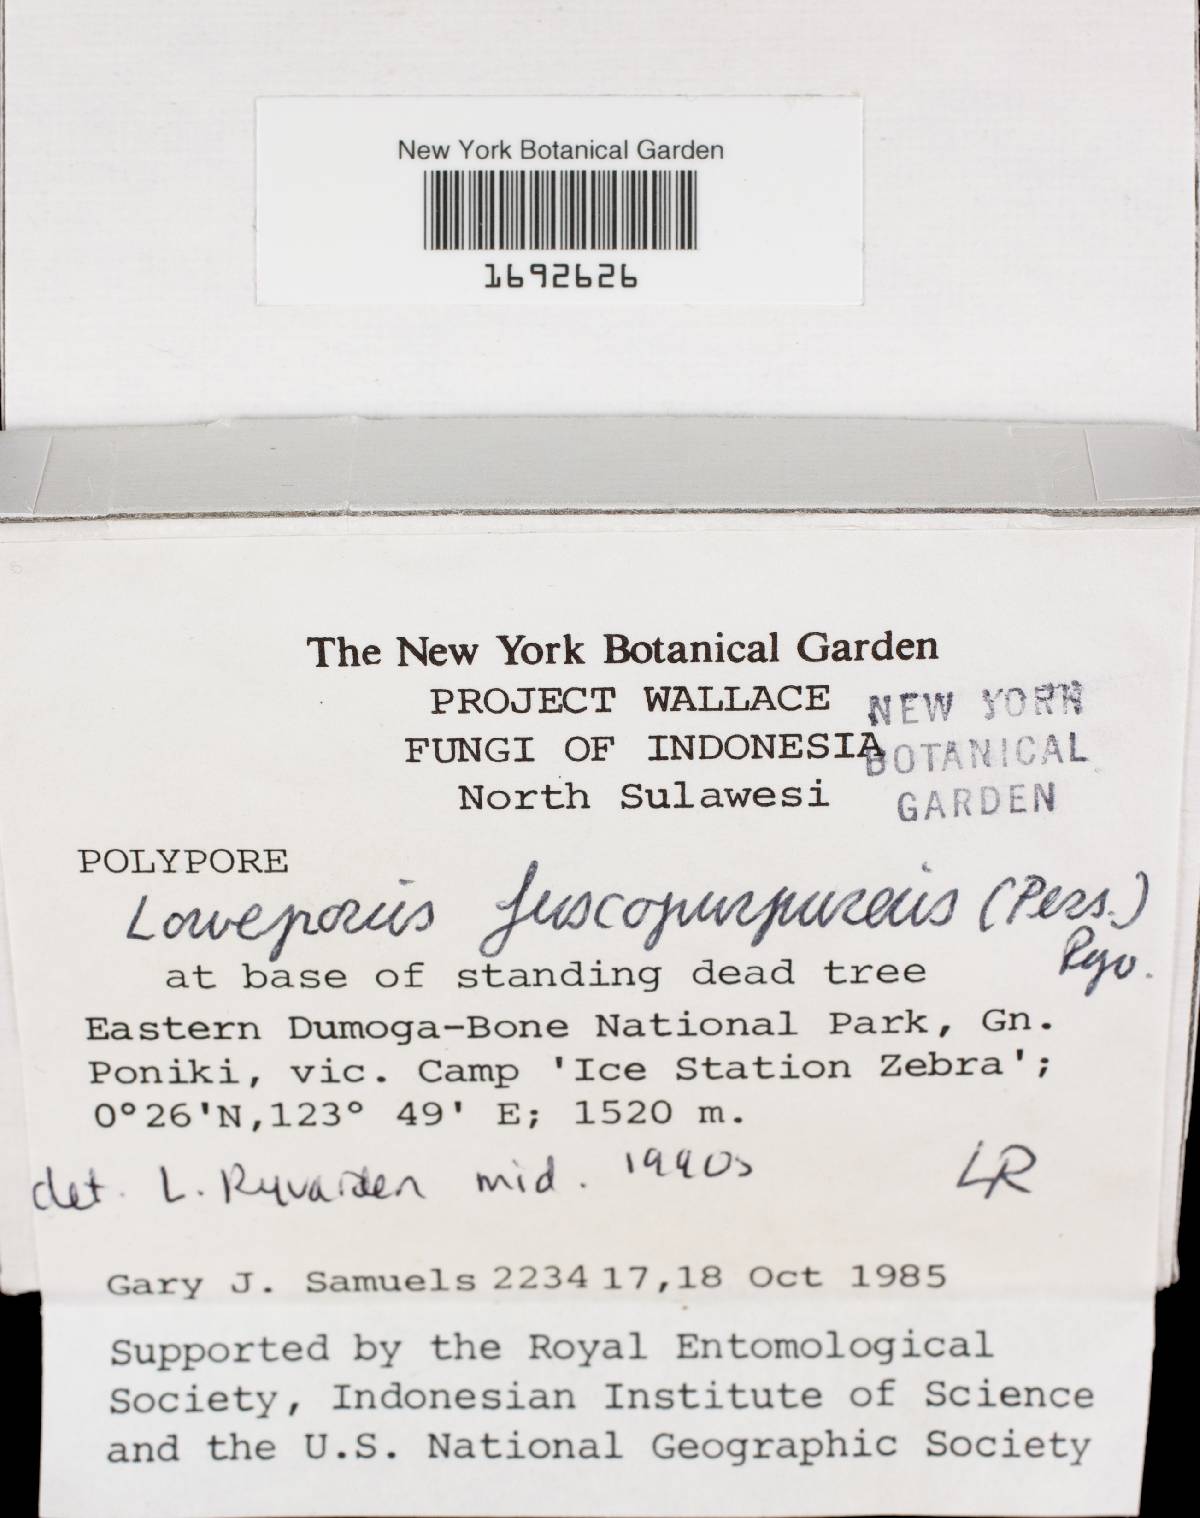 New York Botanical Garden
1692626
The New York Botanical Garden
PROJECT WALLACE
FUNGI OF INDONESIA
North Sulawesi
NEW YORK
BOTANICAL
GARDEN
POLYPORE
Loweporus fuscopurpureus (Pers.)
Ryv.
at base of standing dead tree
Eastern Dumoga-Bone National Park, Gn.
Poniki, vic. Camp 'Ice Station Zebra';
0°26'N,123° 49' E; 1520 m.
det. L. Ryvarden mid. 1990s
LR
Gary J. Samuels 2234 17,18 Oct 1985
Supported by the Royal Entomological
Society, Indonesian Institute of Science
and the U.S. National Geographic Society